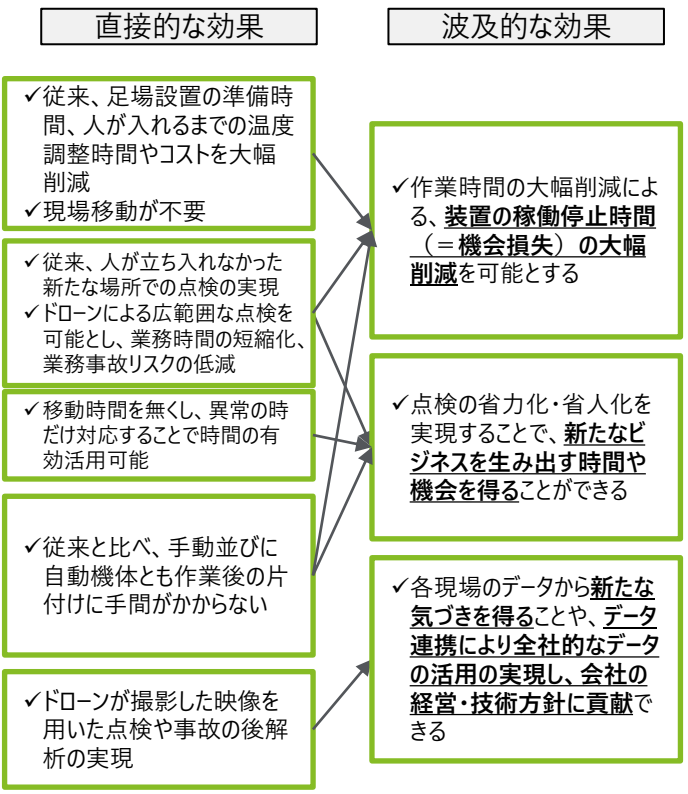 直接的な効果
✓従来、足場設置の準備時
間、人が入れるまでの温度
調整時間やコストを大幅
削減
✓現場移動が不要
✓従来、人が立ち入れなかった
新たな場所での点検の実現
✓ドローンによる広範囲な点検を
可能とし、業務時間の短縮化、
業務事故リスクの低減
✓移動時間を無くし、異常の時
だけ対応することで時間の有
効活用可能
✓従来と比べ、手動並びに
自動機体とも作業後の片
付けに手間がかからない
✓ドローンが撮影した映像を
用いた点検や事故の後解
析の実現
波及的な効果
✓作業時間の大幅削減によ
る、装置の稼働停止時間
（＝機会損失）の大幅
削減を可能とする
✓点検の省力化・省人化を
実現することで、新たなビ
ジネスを生み出す時間や
機会を得ることができる
✓各現場のデータから新たな
気づきを得ることや、データ
連携により全社的なデータ
の活用の実現し、会社の
経営・技術方針に貢献で
きる